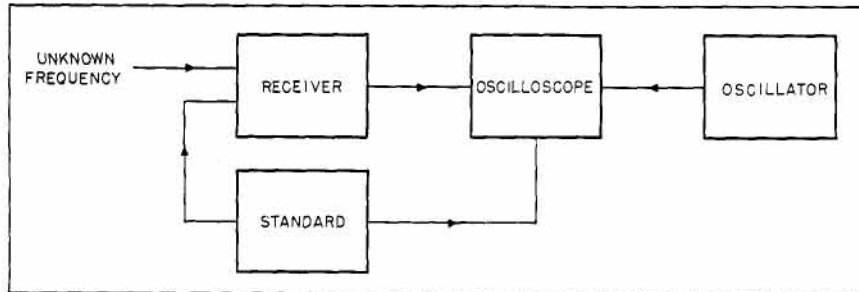 UNKNOWN
FREQUENCY
RECEIVER
OSCILLOSCOPE
OSCILLATOR
STANDARD